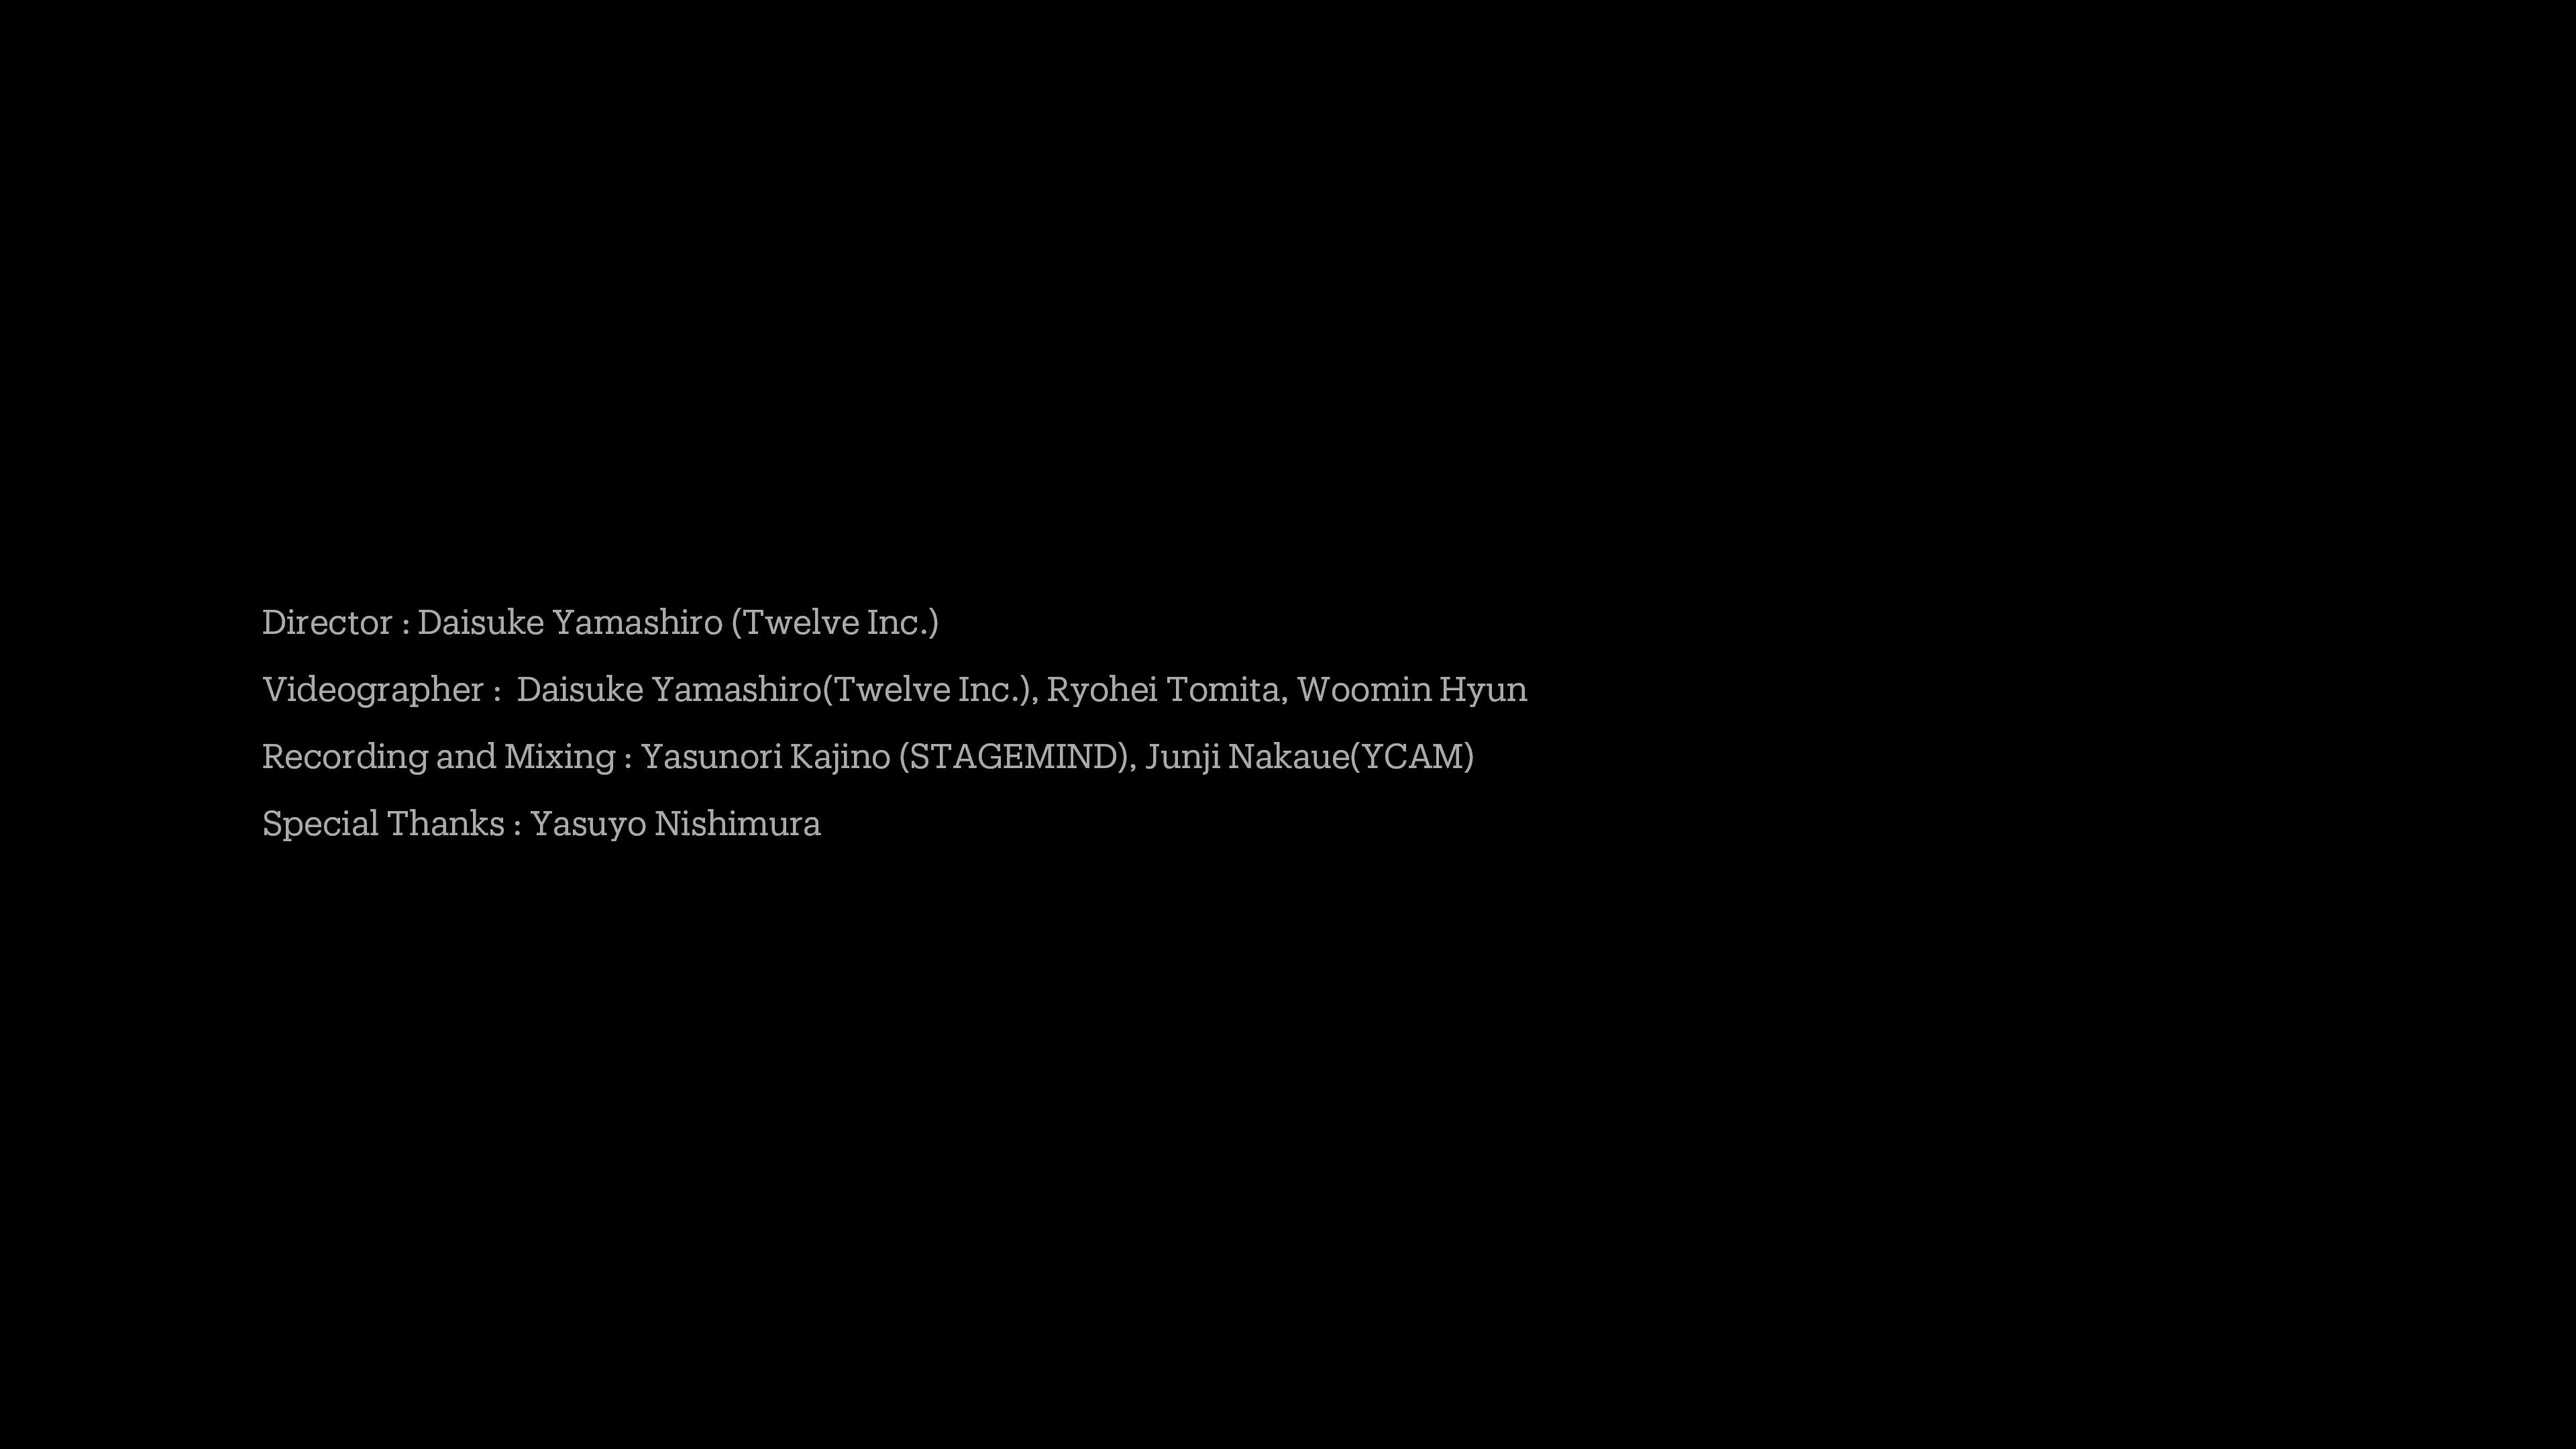 Director : Daisuke Yamashiro (Twelve Inc.)
Videographer :  Daisuke Yamashiro(Twelve Inc.), Ryohei Tomita, Woomin Hyun
Recording and Mixing : Yasunori Kajino (STAGEMIND), Junji Nakaue(YCAM)
Special Thanks : Yasuyo Nishimura